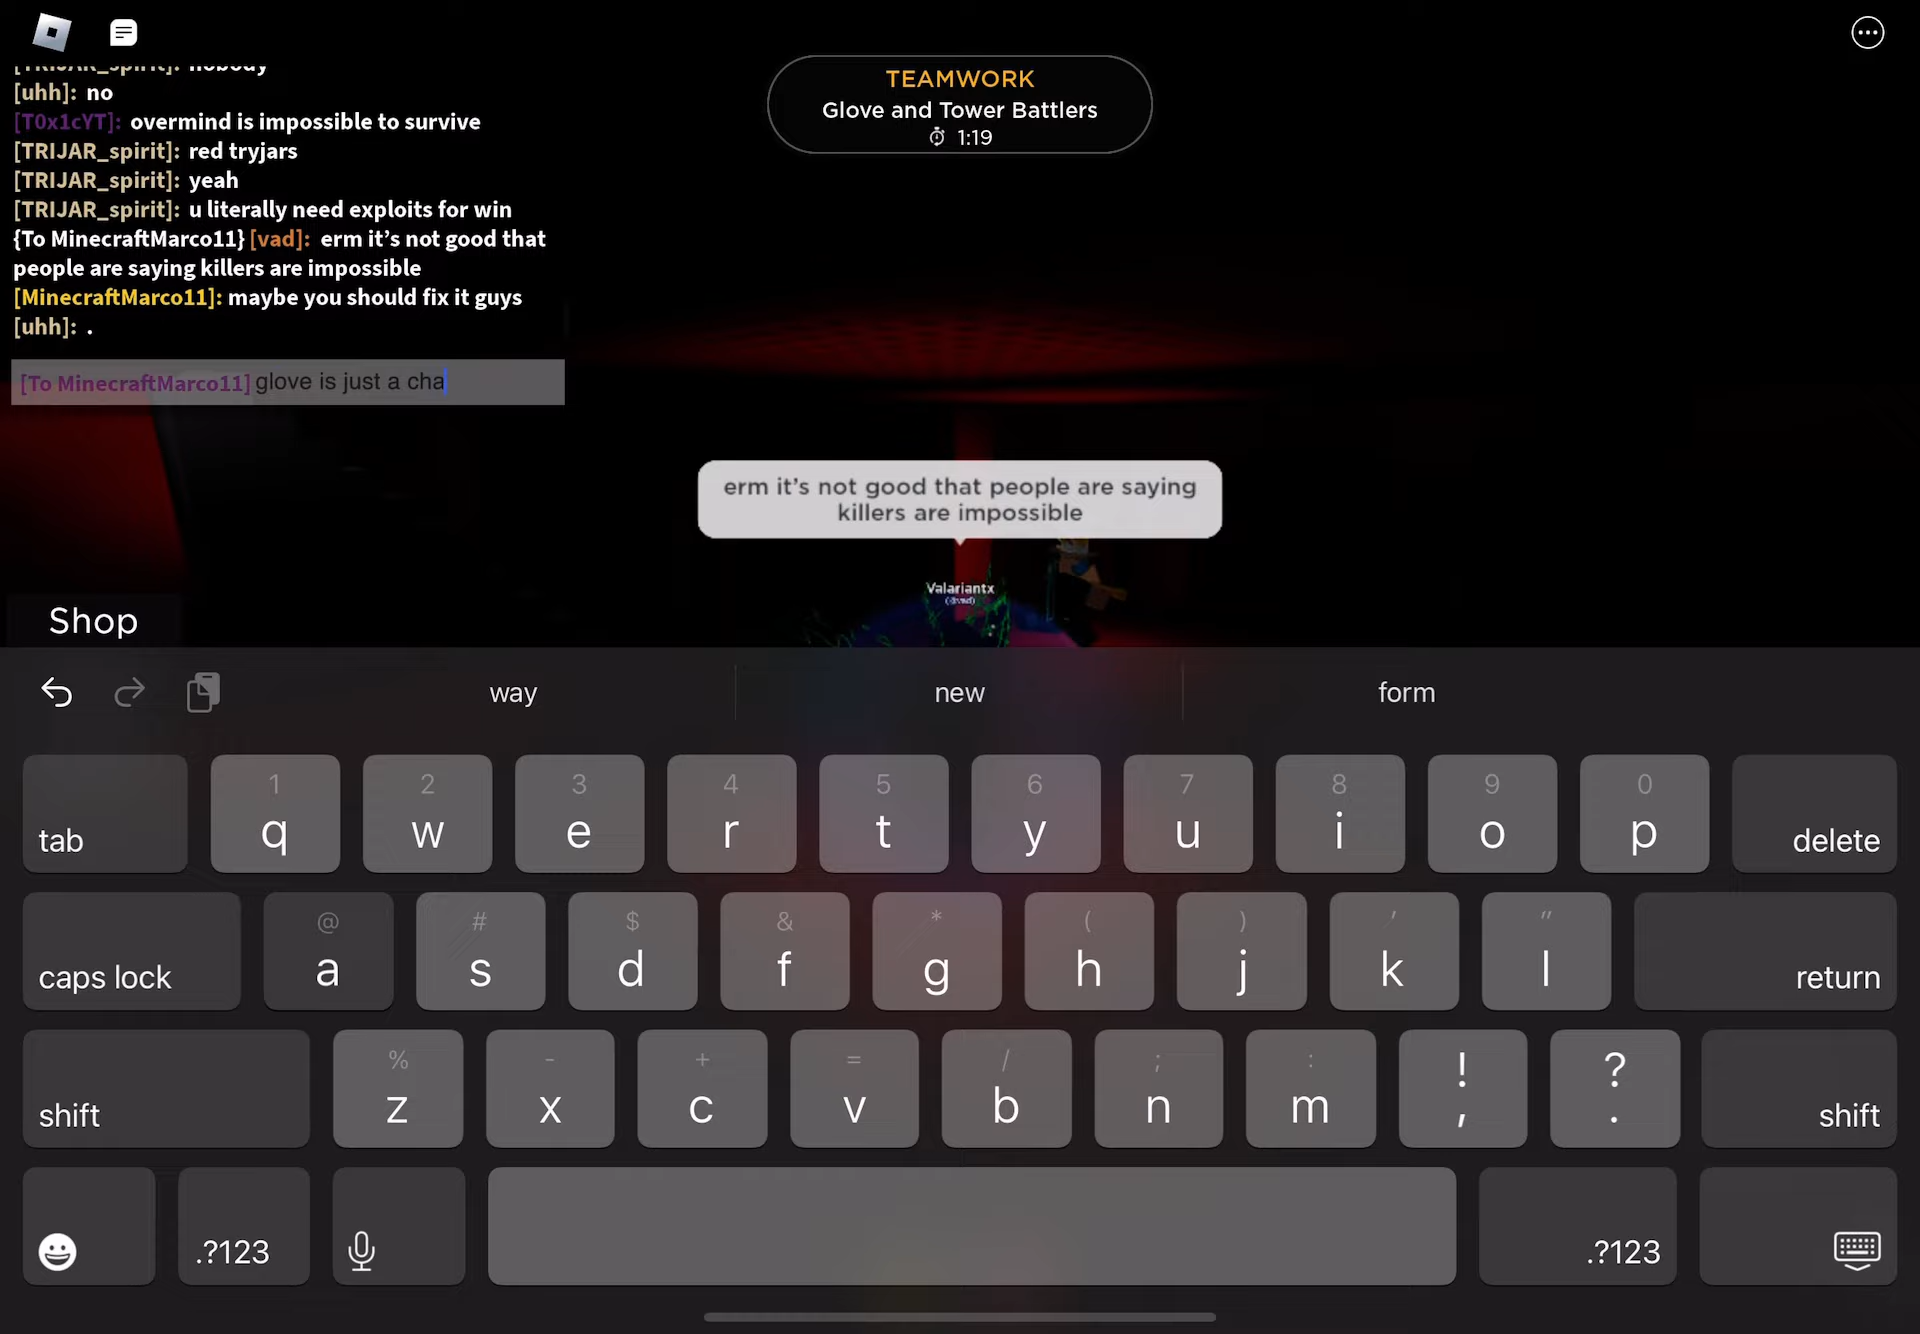 [TRIJAR_spirit]: nobody
[uhh]: no
[T0x1cYT]: overmind is impossible to survive
[TRIJAR_spirit]: red tryjars
[TRIJAR_spirit]: yeah
[TRIJAR_spirit]: u literally need exploits for win
{To MinecraftMarco11} [vad]: erm it’s not good that
people are saying killers are impossible
[MinecraftMarco11]: maybe you should fix it guys
[uhh]: .
[To MinecraftMarco11] glove is just a cha
TEAMWORK
Glove and Tower Battlers
1:19
erm it’s not good that people are saying
killers are impossible
Valariantx
Shop
way new form
1 2 3 4 5 6 7 8 9 0
tab q w e r t y u i o p delete
@ # $ & * ( ) ' "
caps lock a s d f g h j k l return
% - + = / ; : ! ?
shift z x c v b n m , . shift
.?123 .?123